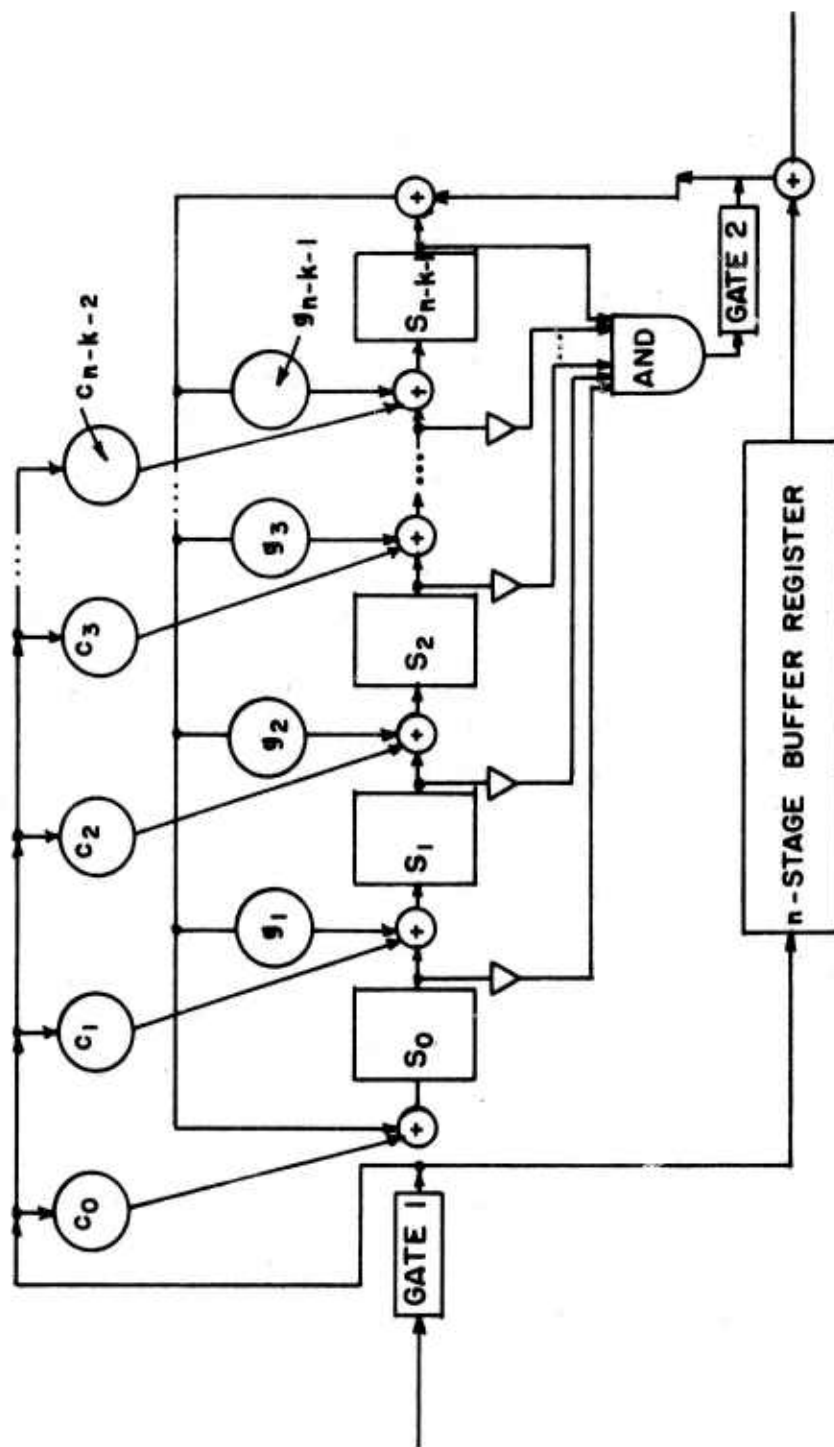 C0
C1
C2
C3
....
Cn-k-2
g1
g2
g3
....
gn-k-1
GATE 1
+
S0
+
S1
+
S2
+
...
+
Sn-k-1
+
....
AND
GATE 2
n-STAGE BUFFER REGISTER
+